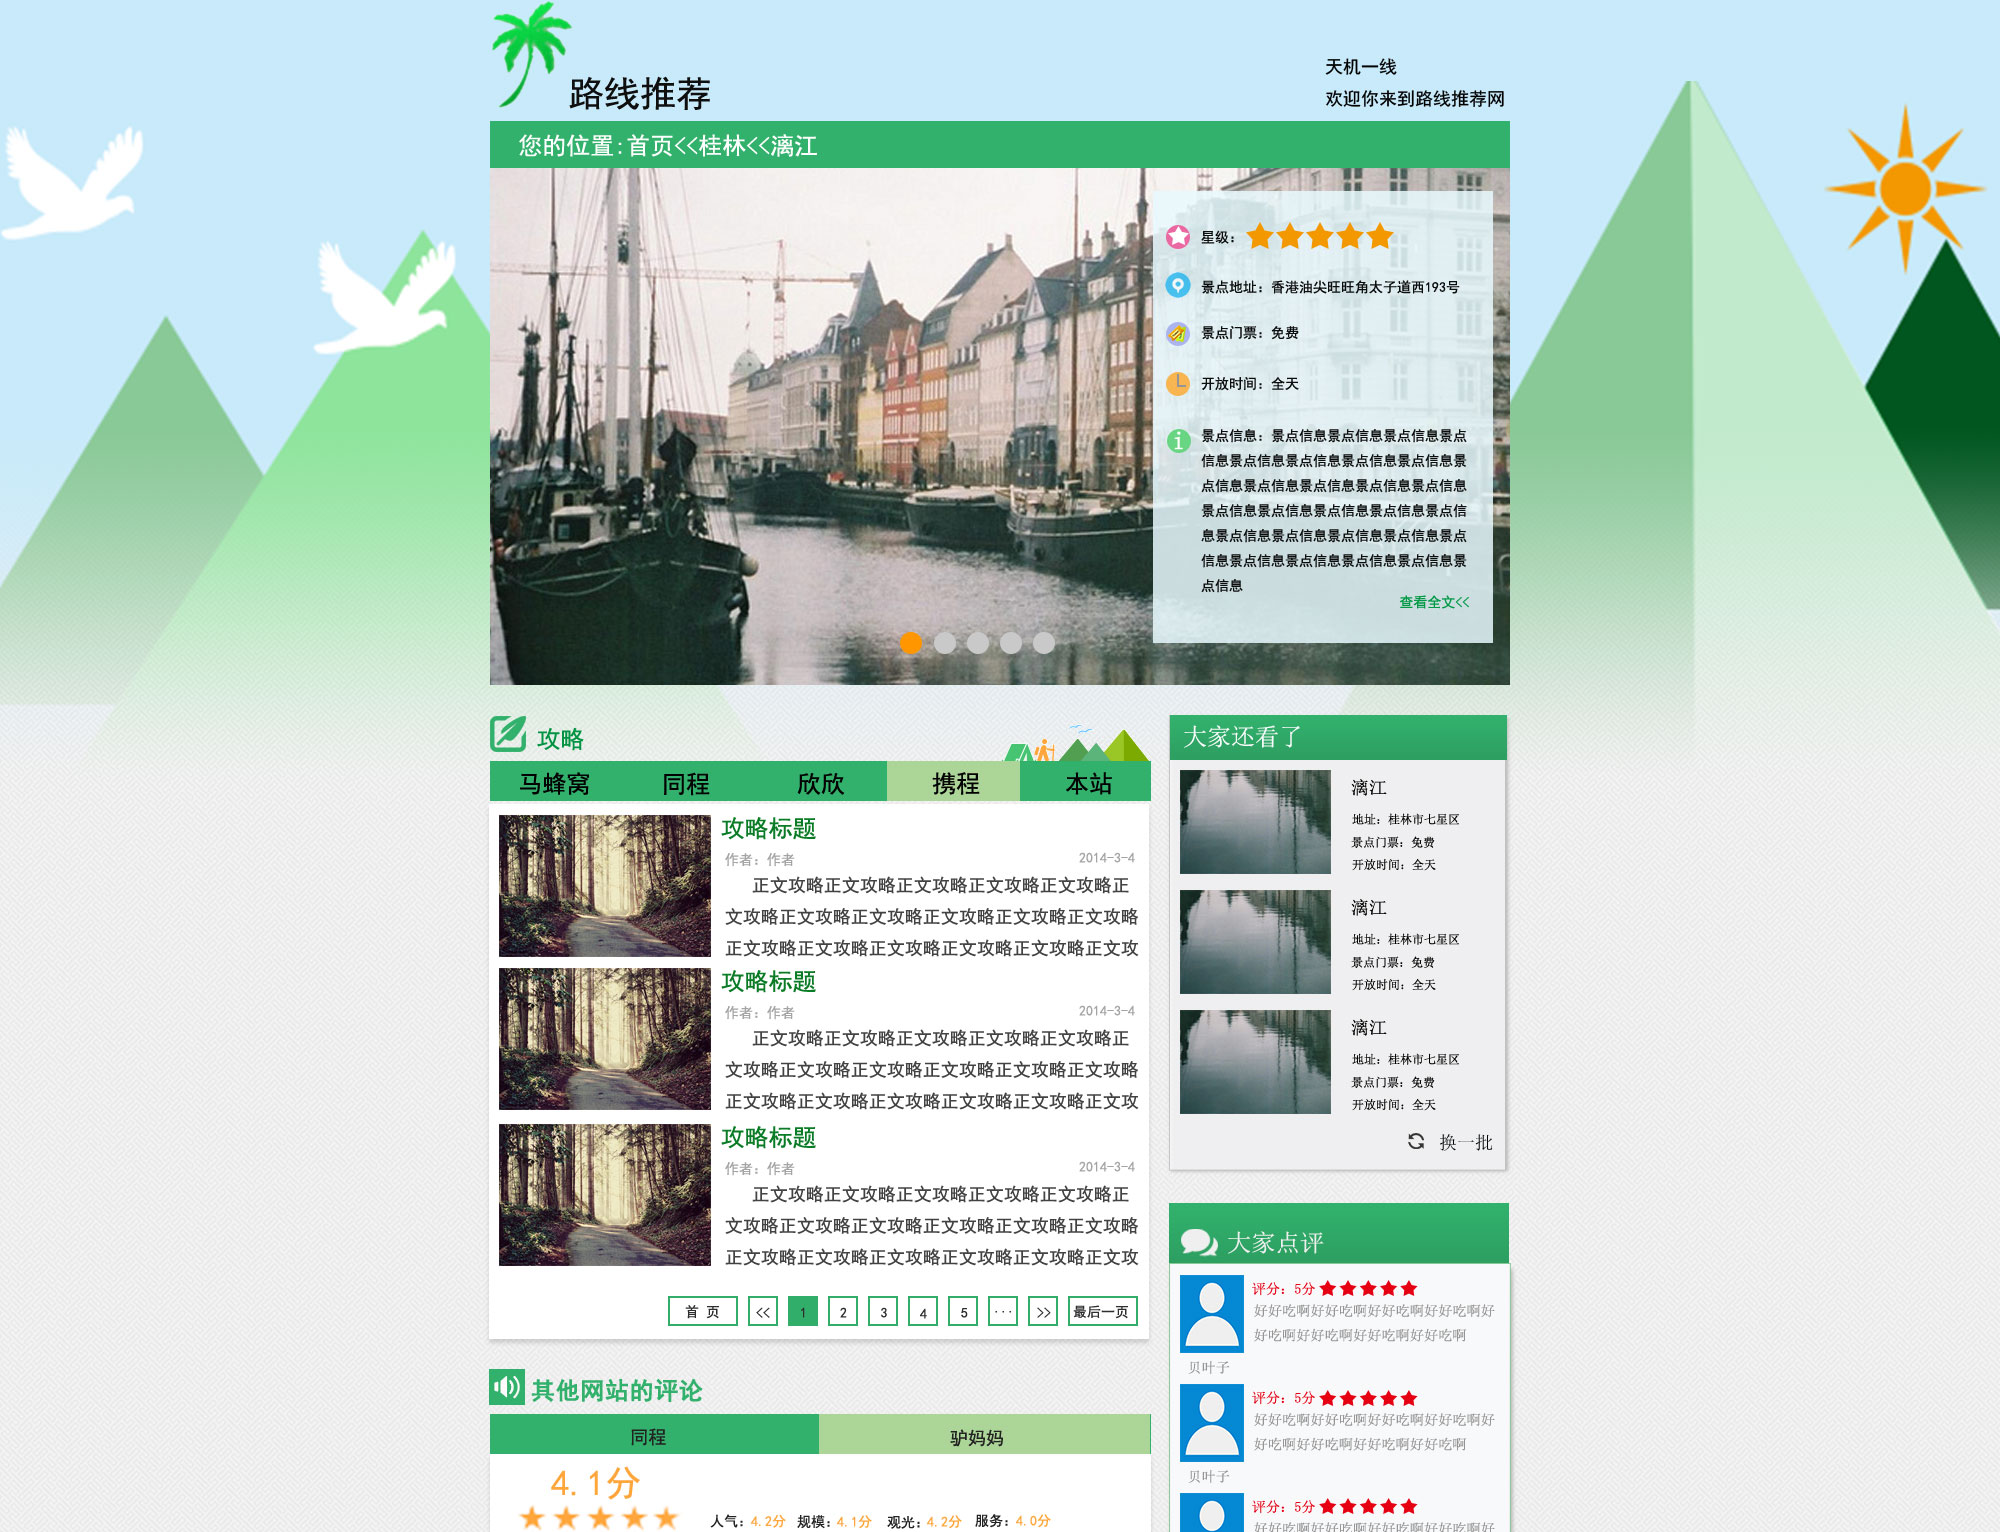 路线推荐
天机一线
欢迎你来到路线推荐网
您的位置:首页<<桂林<<漓江
星级：
景点地址：香港油尖旺旺角太子道西193号
景点门票：免费
开放时间：全天
景点信息：景点信息景点信息景点信息景点
信息景点信息景点信息景点信息景点信息景
点信息景点信息景点信息景点信息景点信息
景点信息景点信息景点信息景点信息景点信
息景点信息景点信息景点信息景点信息景点
信息景点信息景点信息景点信息景点信息景
点信息
查看全文<<
攻略
马蜂窝 同程 欣欣 携程 本站
攻略标题
作者：作者 2014-3-4
正文攻略正文攻略正文攻略正文攻略正文攻略正
文攻略正文攻略正文攻略正文攻略正文攻略正文攻略
正文攻略正文攻略正文攻略正文攻略正文攻略正文攻
攻略标题
作者：作者 2014-3-4
正文攻略正文攻略正文攻略正文攻略正文攻略正
文攻略正文攻略正文攻略正文攻略正文攻略正文攻略
正文攻略正文攻略正文攻略正文攻略正文攻略正文攻
攻略标题
作者：作者 2014-3-4
正文攻略正文攻略正文攻略正文攻略正文攻略正
文攻略正文攻略正文攻略正文攻略正文攻略正文攻略
正文攻略正文攻略正文攻略正文攻略正文攻略正文攻
首 页 << 1 2 3 4 5 ... >> 最后一页
其他网站的评论
同程 驴妈妈
4.1分
人气：4.2分 规模：4.1分 观光：4.2分 服务：4.0分
大家还看了
漓江
地址：桂林市七星区
景点门票：免费
开放时间：全天
漓江
地址：桂林市七星区
景点门票：免费
开放时间：全天
漓江
地址：桂林市七星区
景点门票：免费
开放时间：全天
换一批
大家点评
评分：5分
好好吃啊好好吃啊好好吃啊好好吃啊好
好吃啊好好吃啊好好吃啊好好吃啊
贝叶子
评分：5分
好好吃啊好好吃啊好好吃啊好好吃啊好
好吃啊好好吃啊好好吃啊好好吃啊
贝叶子
评分：5分
好好吃啊好好吃啊好好吃啊好好吃啊好